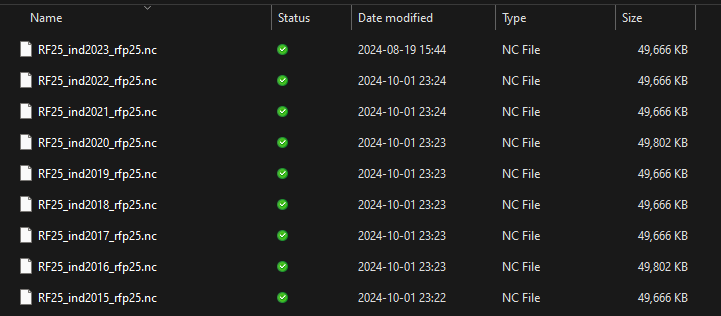 Name Status Date modified Type Size
RF25_ind2023_rfp25.nc 2024-08-19 15:44 NC File 49,666 KB
RF25_ind2022_rfp25.nc 2024-10-01 23:24 NC File 49,666 KB
RF25_ind2021_rfp25.nc 2024-10-01 23:24 NC File 49,666 KB
RF25_ind2020_rfp25.nc 2024-10-01 23:23 NC File 49,802 KB
RF25_ind2019_rfp25.nc 2024-10-01 23:23 NC File 49,666 KB
RF25_ind2018_rfp25.nc 2024-10-01 23:23 NC File 49,666 KB
RF25_ind2017_rfp25.nc 2024-10-01 23:23 NC File 49,666 KB
RF25_ind2016_rfp25.nc 2024-10-01 23:23 NC File 49,802 KB
RF25_ind2015_rfp25.nc 2024-10-01 23:22 NC File 49,666 KB